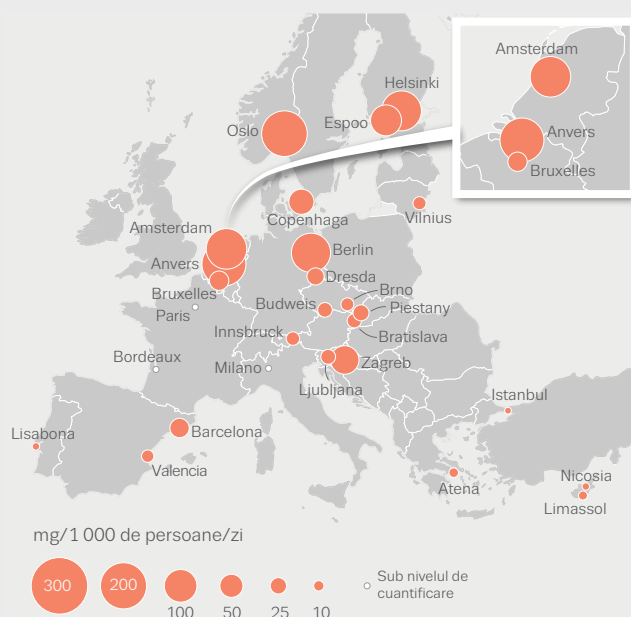 Amsterdam
Helsinki
Oslo
Espoo
Anvers
Bruxelles
Copenhaga
Vilnius
Amsterdam
Berlin
Anvers
Dresda
Bruxelles
Brno
Budweis
Piestany
Paris
Innsbruck
Bratislava
Bordeaux
Milano
Zagreb
Ljubljana
Istanbul
Lisabona
Barcelona
Valencia
Atena
Nicosia
Limassol
mg/1 000 de persoane/zi
300
200
100
50
25
10
Sub nivelul de
cuantificare